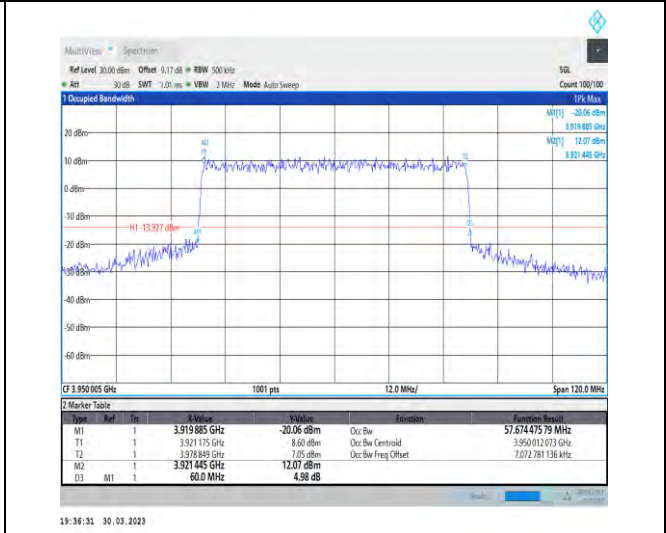 MultiView Spectrum
Ref Level 30.00 dBm Offset 9.17 dB RBW 500 kHz SGL
Att 30 dB SWT 1.01 ms VBW 2 MHz Mode Auto Sweep Count 100/100
1 Occupied Bandwidth 1Pk Max
M1[1] -20.06 dBm
3.919 885 GHz
M2[1] 12.07 dBm
3.921 445 GHz
20 dBm
M2
10 dBm
0 dBm
-10 dBm
H1 -13.927 dBm
M1
-20 dBm
-30 dBm
-40 dBm
-50 dBm
-60 dBm
CF 3.950 005 GHz 1001 pts 12.0 MHz/ Span 120.0 MHz
2 Marker Table
Type Ref Trc X-Value Y-Value Function Function Result
M1 1 3.919 885 GHz -20.06 dBm Occ Bw 57.674 475 79 MHz
T1 1 3.921 175 GHz 8.60 dBm Occ Bw Centroid 3.950 012 073 GHz
T2 1 3.978 849 GHz 7.05 dBm Occ Bw Freq Offset 7.072 781 136 kHz
M2 1 3.921 445 GHz 12.07 dBm
D3 M1 1 60.0 MHz 4.98 dB
19:36:31 30.03.2023